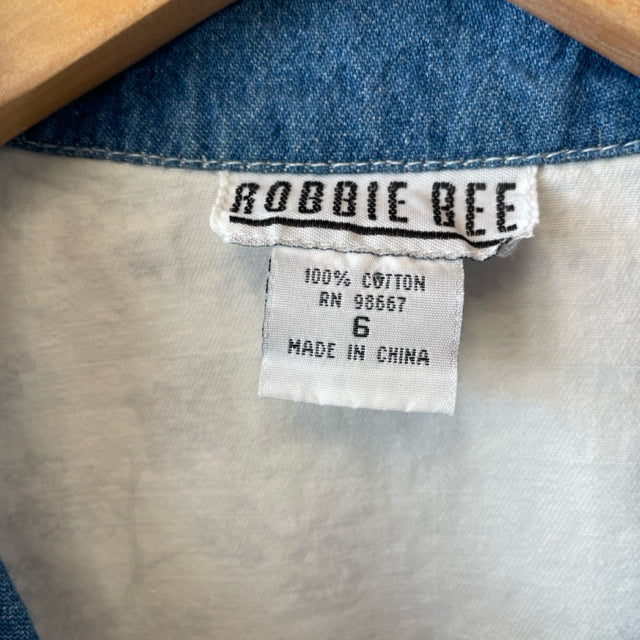 ROBBIE BEE
100% COTTON
RN 98667
6
MADE IN CHINA